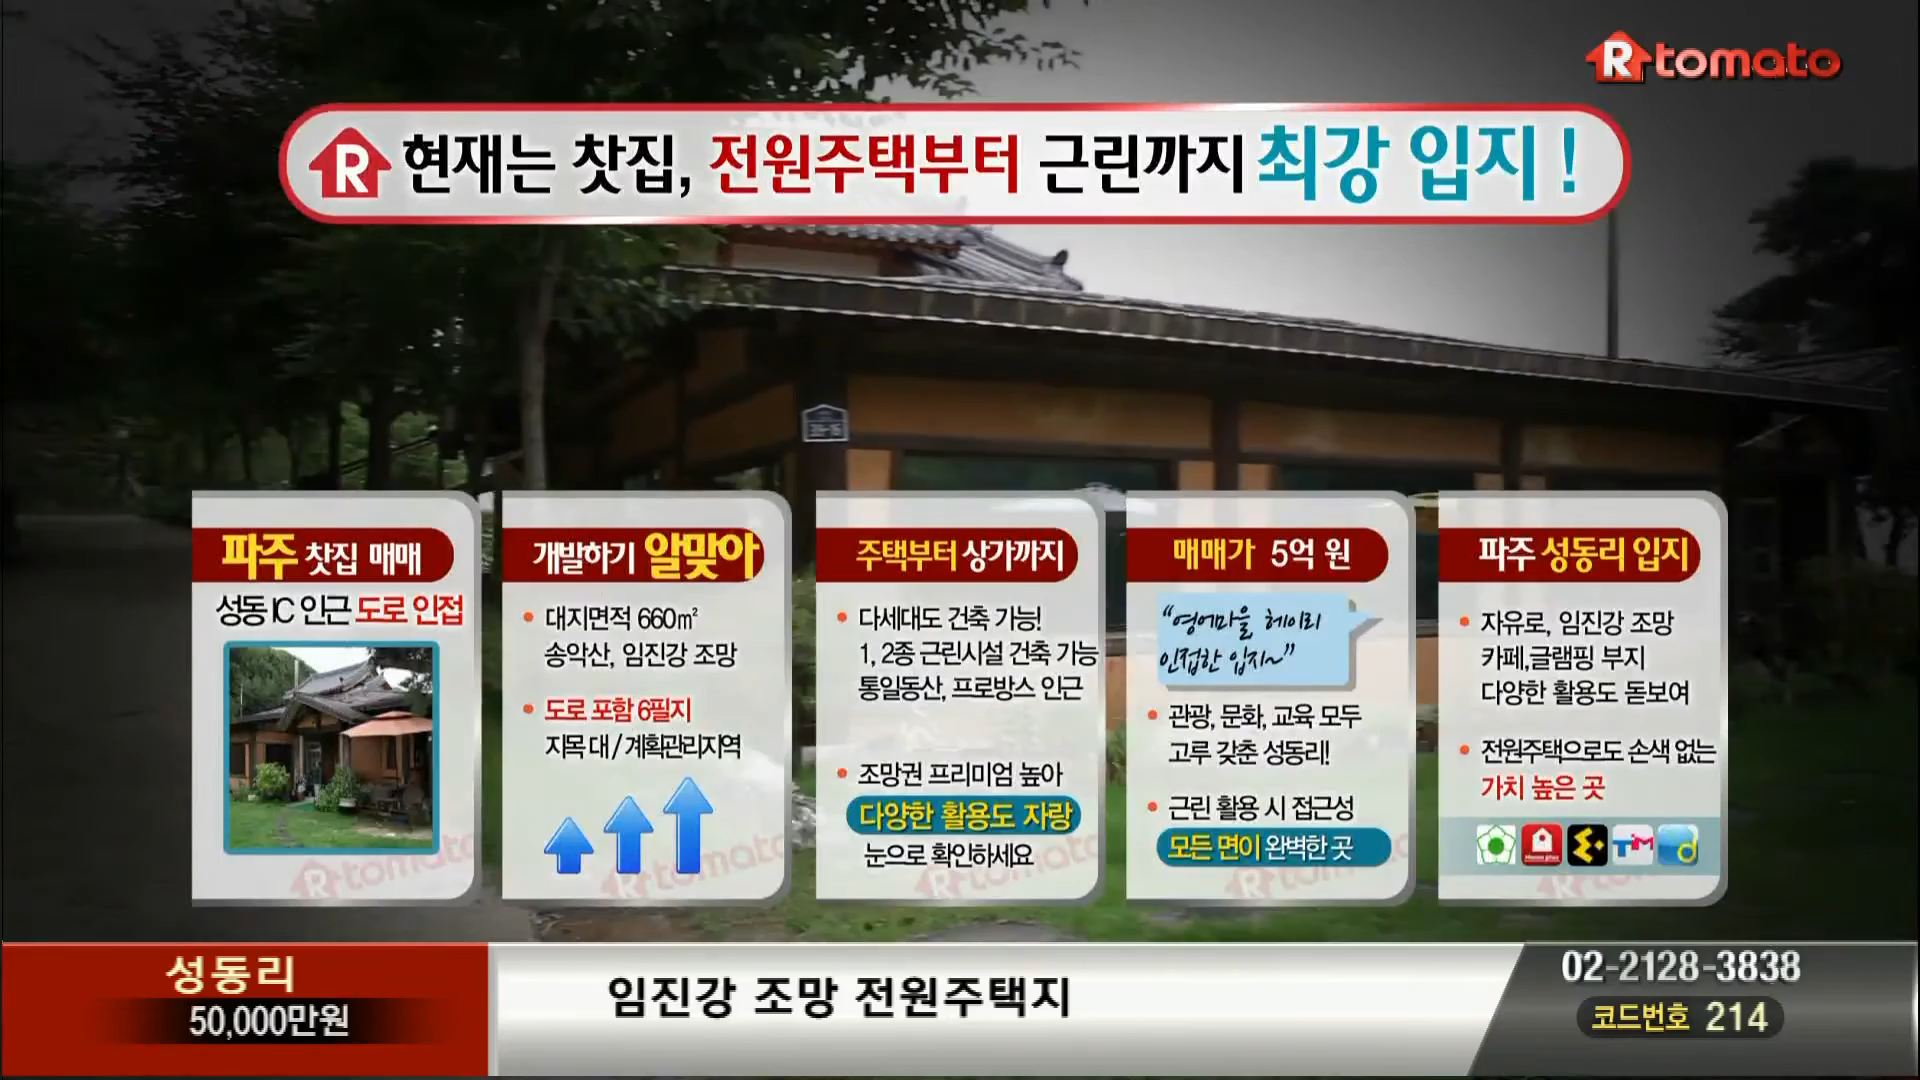 R tomato
R 현재는 찻집, 전원주택부터 근린까지 최강 입지 !
파주 찻집 매매
성동 IC 인근 도로 인접
개발하기 알맞아
• 대지면적 660㎡
송악산, 임진강 조망
• 도로 포함 6필지
지목 대 / 계획관리지역
주택부터 상가까지
• 다세대도 건축 가능!
1, 2종 근린시설 건축 가능
통일동산, 프로방스 인근
• 조망권 프리미엄 높아
다양한 활용도 자랑
눈으로 확인하세요
매매가 5억 원
“영어마을, 헤이리
인접한 입지~”
• 관광, 문화, 교육 모두
고루 갖춘 성동리!
• 근린 활용 시 접근성
모든 면이 완벽한 곳
파주 성동리 입지
• 자유로, 임진강 조망
카페,글램핑 부지
다양한 활용도 돋보여
• 전원주택으로도 손색 없는
가치 높은 곳
R tomato
R tomato
R tomato
성동리
50,000만원
임진강 조망 전원주택지
02-2128-3838
코드번호 214